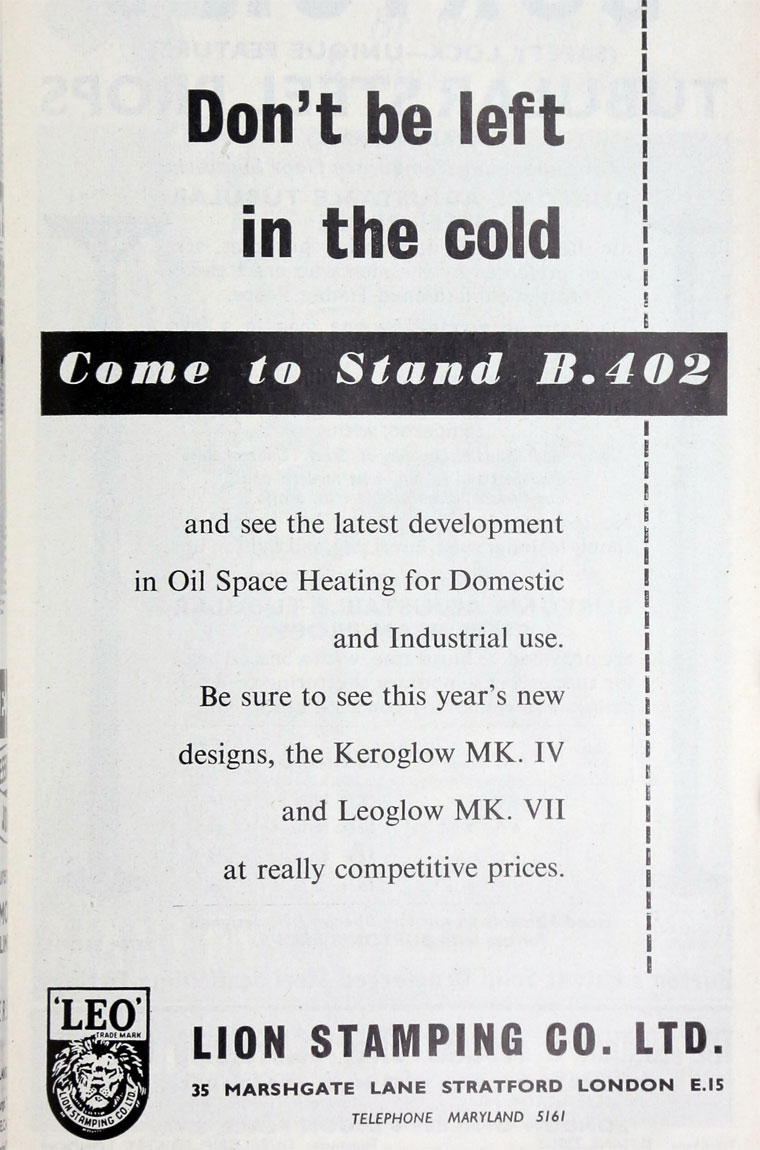 Don't be left
in the cold
Come to Stand B.402
and see the latest development
in Oil Space Heating for Domestic
and Industrial use.
Be sure to see this year's new
designs, the Keroglow MK. IV
and Leoglow MK. VII
at really competitive prices.
'LEO'
TRADE MARK
LION STAMPING CO. LTD.
LION STAMPING CO. LTD.
35 MARSHGATE LANE STRATFORD LONDON E.15
TELEPHONE MARYLAND 5161